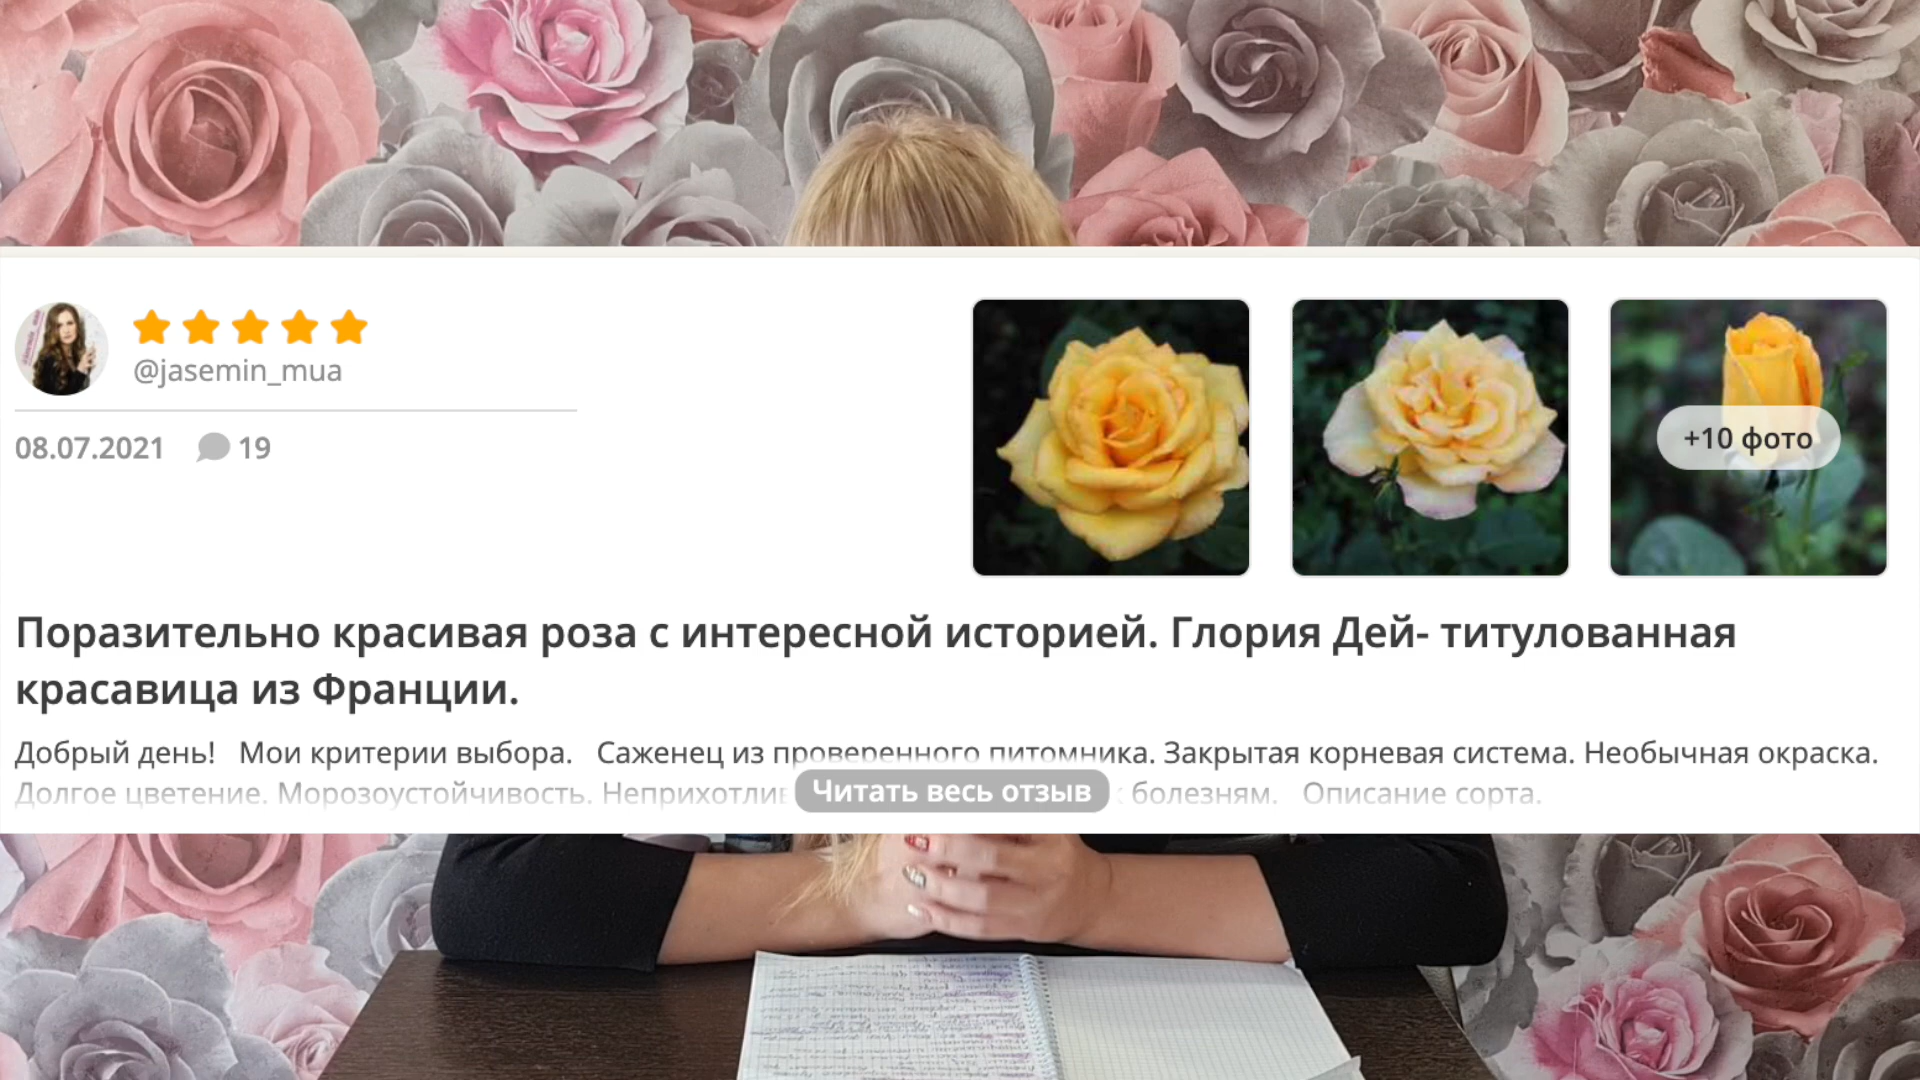 @jasemin_mua
08.07.2021 19
+10 фото
Поразительно красивая роза с интересной историей. Глория Дей- титулованная
красавица из Франции.
Добрый день! Мои критерии выбора. Саженец из проверенного питомника. Закрытая корневая система. Необычная окраска.
Долгое цветение. Морозоустойчивость. болезням. Описание сорта.
Читать весь отзыв